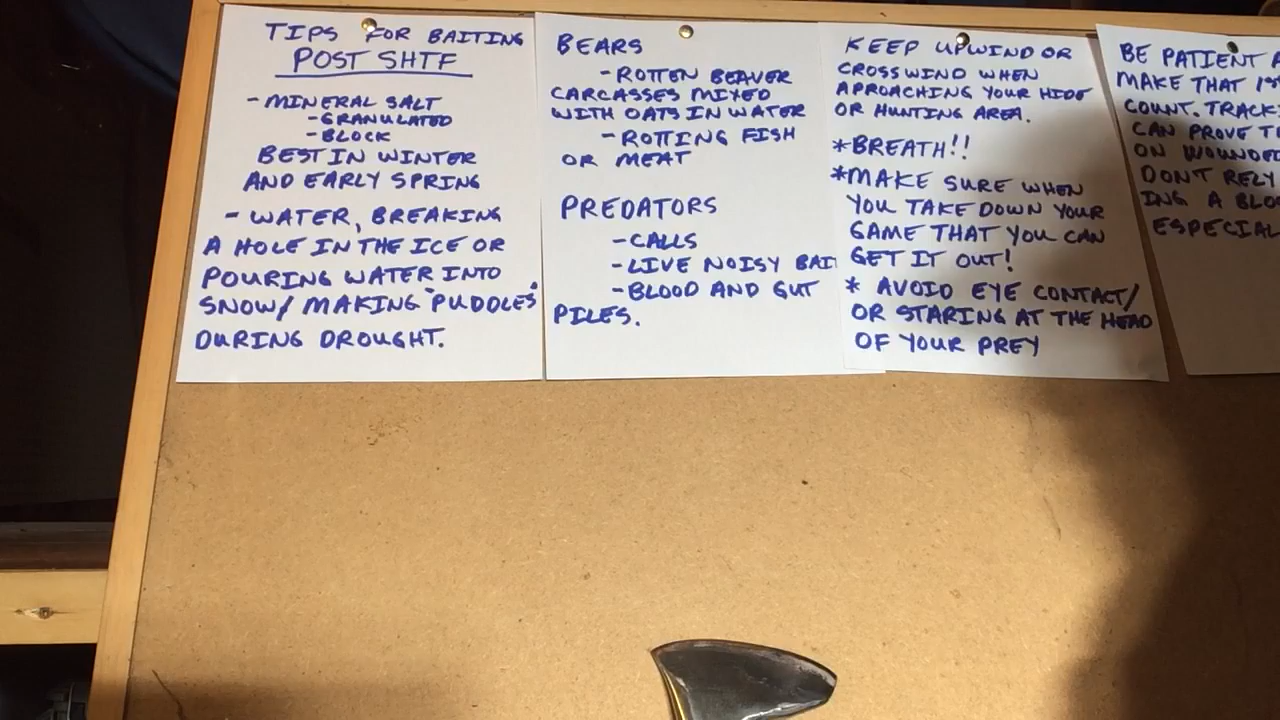 TIPS FOR BAITING
POST SHTF
- MINERAL SALT
- GRANULATED
- BLOCK
BEST IN WINTER
AND EARLY SPRING
- WATER, BREAKING
A HOLE IN THE ICE OR
POURING WATER INTO
SNOW/ MAKING "PUDDLES"
DURING DROUGHT.
BEARS
- ROTTEN BEAVER
CARCASSES MIXED
WITH OATS IN WATER
- ROTTING FISH
OR MEAT
PREDATORS
- CALLS
- LIVE NOISY BAIT
- BLOOD AND GUT
PILES.
KEEP UPWIND OR
CROSSWIND WHEN
APROACHING YOUR HIDE
OR HUNTING AREA.
*BREATH!!
*MAKE SURE WHEN
YOU TAKE DOWN YOUR
GAME THAT YOU CAN
GET IT OUT!
* AVOID EYE CONTACT/
OR STARING AT THE HEAD
OF YOUR PREY
BE PATIENT
MAKE THAT 1ST
COUNT. TRACK
CAN PROVE
ON WOUNDED
DONT RELY
ING A